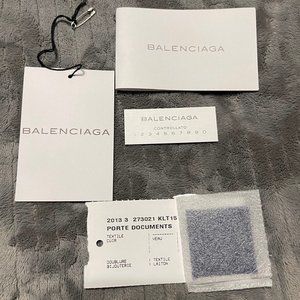 BALENCIAGA
BALENCIAGA
BALENCIAGA
CONTROLLATO
1 2 3 4 5 6 7 8 9 0
2013 3 273021 KLT15
PORTE DOCUMENTS
TEXTILE
CUIR
VEAU
DOUBLURE
BIJOUTERIE
TEXTILE
LAITON